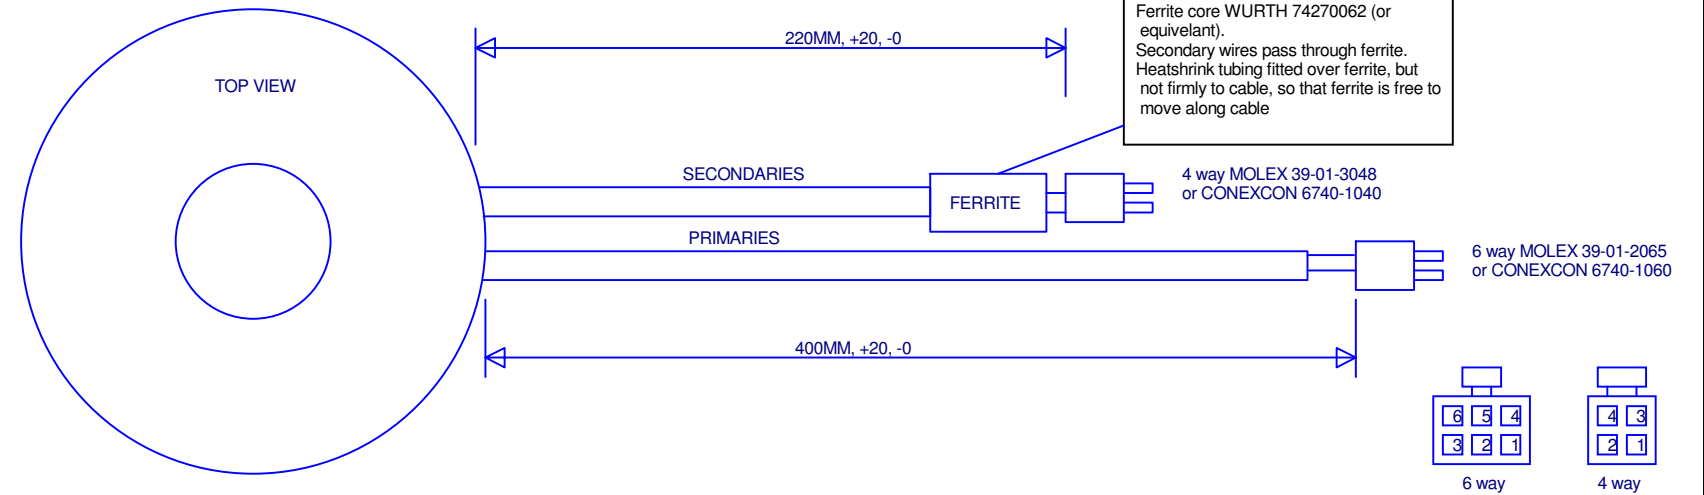 Ferrite core WURTH 74270062 (or
equivelant).
Secondary wires pass through ferrite.
Heatshrink tubing fitted over ferrite, but
not firmly to cable, so that ferrite is free to
move along cable
220MM, +20, -0
TOP VIEW
SECONDARIES
FERRITE
4 way MOLEX 39-01-3048
or CONEXCON 6740-1040
PRIMARIES
6 way MOLEX 39-01-2065
or CONEXCON 6740-1060
400MM, +20, -0
6 5 4
3 2 1
6 way
4 3
2 1
4 way